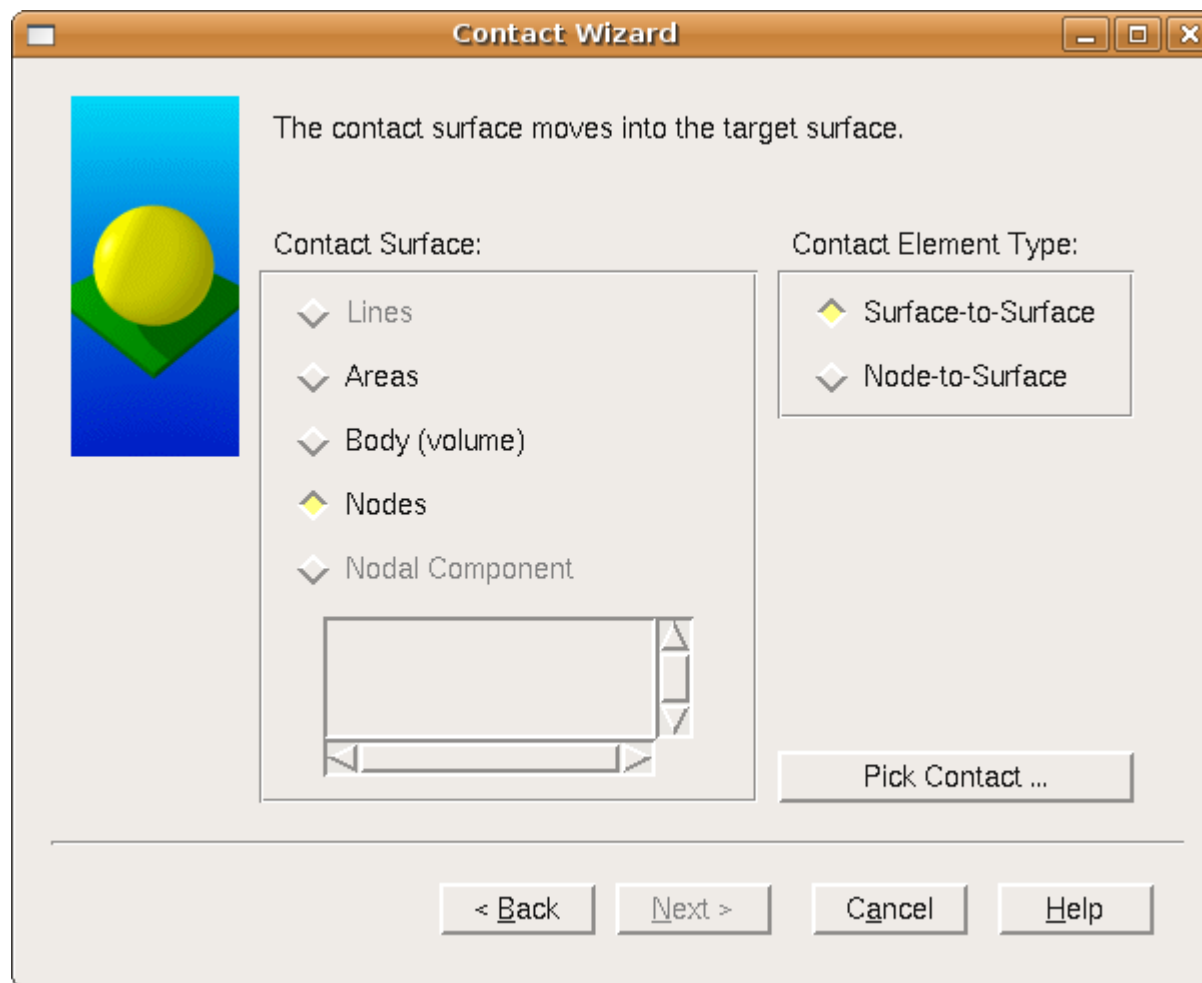 Contact Wizard
The contact surface moves into the target surface.
Contact Surface:
Lines
Areas
Body (volume)
Nodes
Nodal Component
Contact Element Type:
Surface-to-Surface
Node-to-Surface
Pick Contact ...
< Back
Next >
Cancel
Help